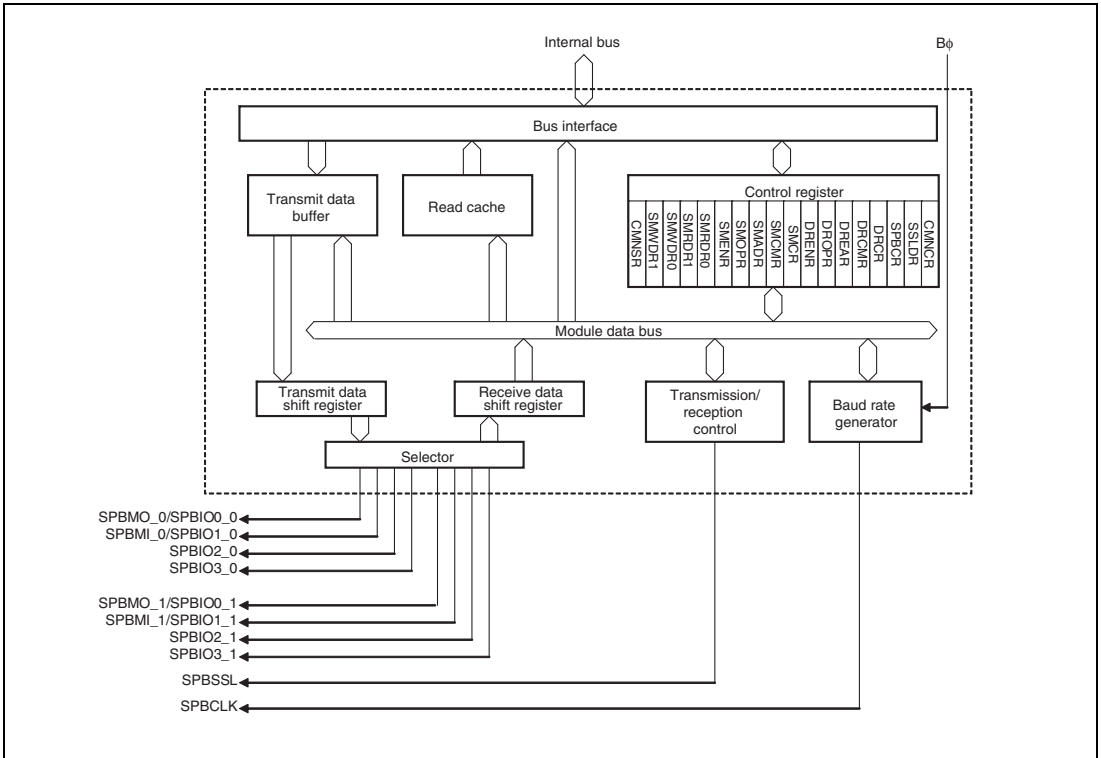 Internal bus
Bϕ
Bus interface
Transmit data
buffer
Read cache
Control register
CMNSR
SMWDR1
SMWDR0
SMRDR1
SMRDR0
SMENR
SMOPR
SMADR
SMCMR
SMCR
DRENR
DROPR
DREAR
DRCMR
DRCR
SPBCR
SSLDR
CMNCR
Module data bus
Transmit data
shift register
Receive data
shift register
Transmission/
reception
control
Baud rate
generator
Selector
SPBMO_0/SPBIO0_0
SPBMI_0/SPBIO1_0
SPBIO2_0
SPBIO3_0
SPBMO_1/SPBIO0_1
SPBMI_1/SPBIO1_1
SPBIO2_1
SPBIO3_1
SPBSSL
SPBCLK